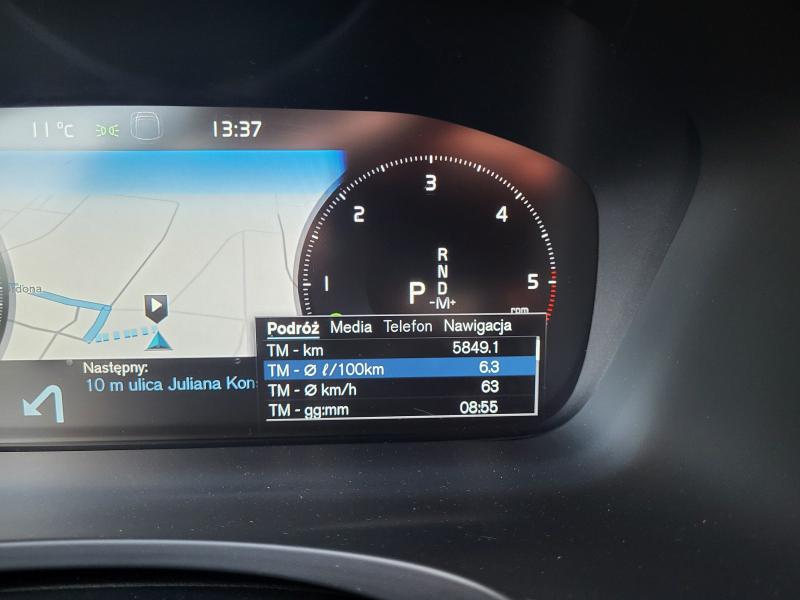 11°C 13:37
3
2 4
R
N
1 P D 5
-M+
rpm
Podróż Media Telefon Nawigacja
TM - km 5849.1
TM - Ø ℓ/100km 6.3
TM - Ø km/h 63
TM - gg:mm 08:55
Następny:
10 m ulica Juliana Kon